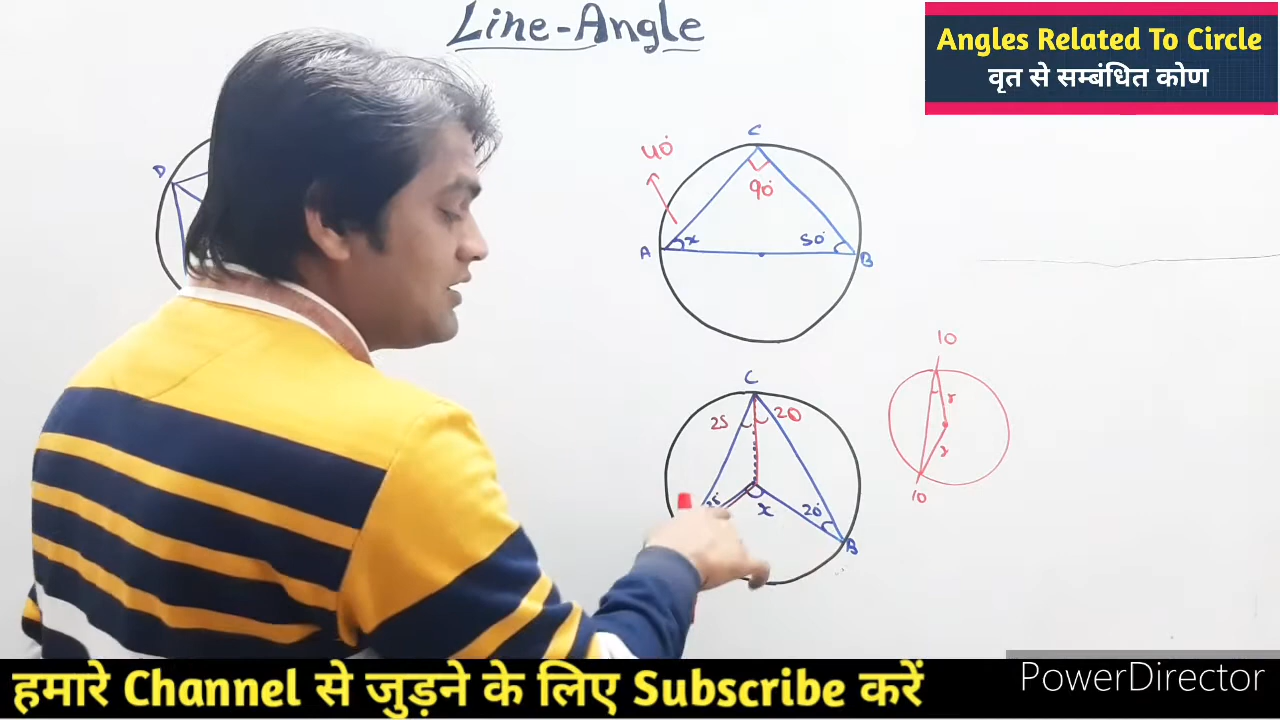 Line-Angle
Angles Related To Circle
वृत से सम्बंधित कोण
D
C
40°
90°
A
x
50°
B
10
C
25
20
r
r
x
20°
B
10
हमारे Channel से जुड़ने के लिए Subscribe करें
PowerDirector